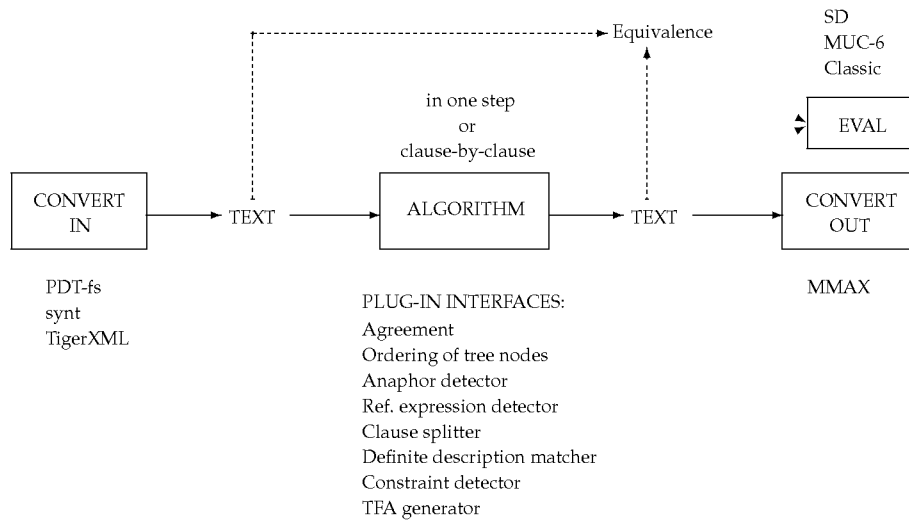 SD
MUC-6
Classic
Equivalence
in one step
or
clause-by-clause
EVAL
CONVERT
IN
TEXT
ALGORITHM
TEXT
CONVERT
OUT
PDT-fs
synt
TigerXML
MMAX
PLUG-IN INTERFACES:
Agreement
Ordering of tree nodes
Anaphor detector
Ref. expression detector
Clause splitter
Definite description matcher
Constraint detector
TFA generator